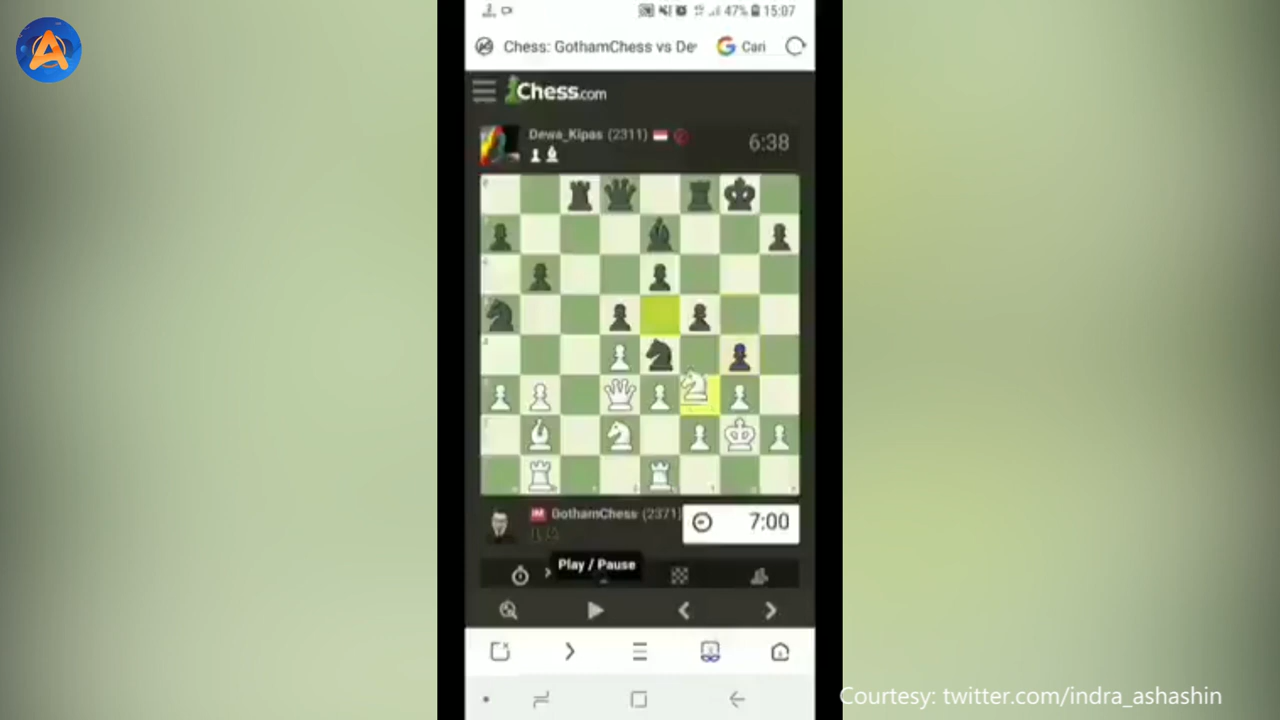 47% 15:07
Chess: GothamChess vs De
Cari
Chess.com
Dewa_Kipas (2311)
6:38
IM GothamChess (2371)
7:00
Play / Pause
Courtesy: twitter.com/indra_ashashin